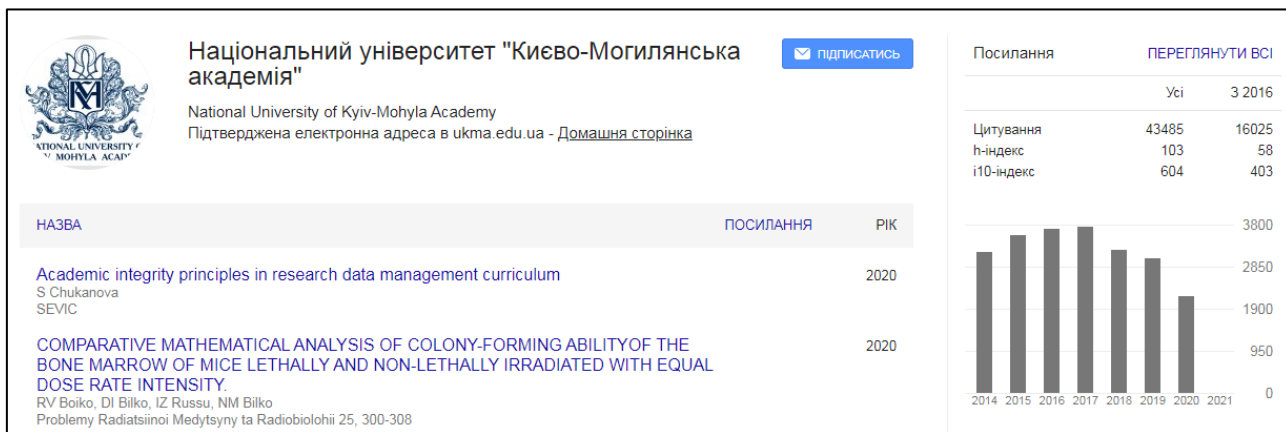 Національний університет "Києво-Могилянська
академія"
ПІДПИСАТИСЬ
National University of Kyiv-Mohyla Academy
Підтверджена електронна адреса в ukma.edu.ua - Домашня сторінка
NATIONAL UNIVERSITY
MOHYLA ACAD
НАЗВА ПОСИЛАННЯ РІК
Academic integrity principles in research data management curriculum 2020
S Chukanova
SEVIC
COMPARATIVE MATHEMATICAL ANALYSIS OF COLONY-FORMING ABILITYOF THE 2020
BONE MARROW OF MICE LETHALLY AND NON-LETHALLY IRRADIATED WITH EQUAL
DOSE RATE INTENSITY.
RV Boiko, DI Bilko, IZ Russu, NM Bilko
Problemy Radiatsiinoi Medytsyny ta Radiobiolohii 25, 300-308
Посилання ПЕРЕГЛЯНУТИ ВСІ
Усі З 2016
Цитування 43485 16025
h-індекс 103 58
i10-індекс 604 403
3800
2850
1900
950
0
2014 2015 2016 2017 2018 2019 2020 2021